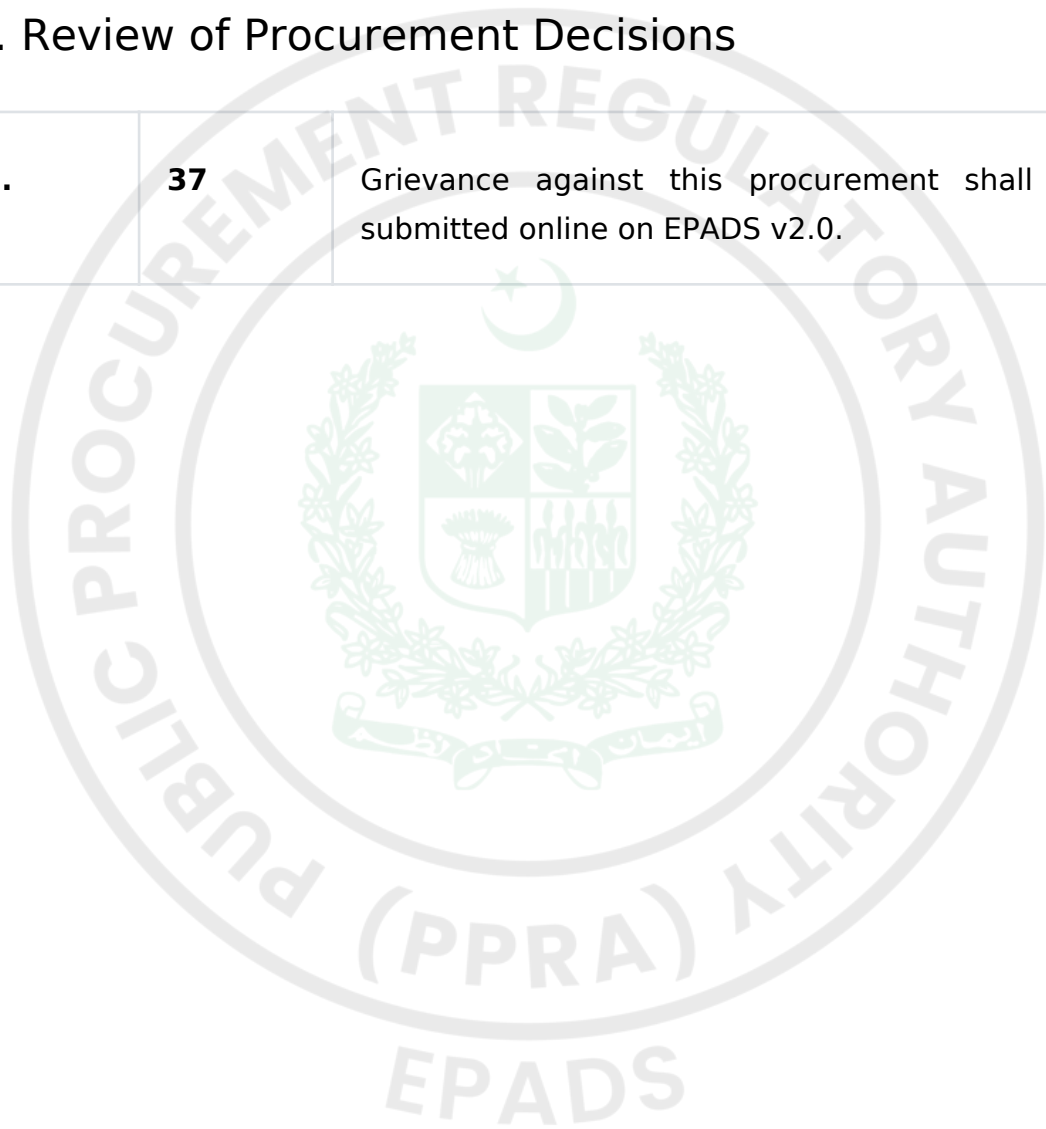 . Review of Procurement Decisions
. 37 Grievance against this procurement shall
submitted online on EPADS v2.0.
PUBLIC PROCUREMENT REGULATORY AUTHORITY
(PPRA)
EPADS